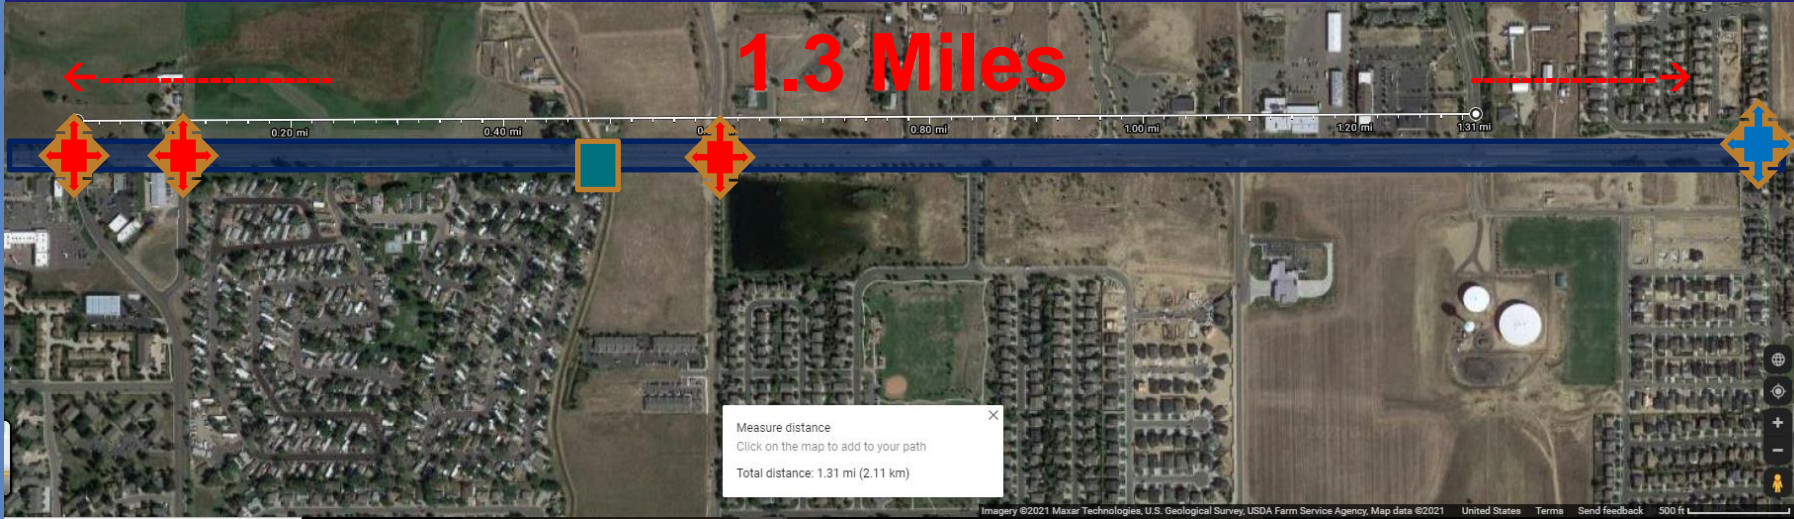 1.3 Miles
0.20 mi
0.40 mi
0.80 mi
1.00 mi
1.20 mi
1.31 mi
Measure distance
Click on the map to add to your path
Total distance: 1.31 mi (2.11 km)
Imagery ©2021 Maxar Technologies, U.S. Geological Survey, USDA Farm Service Agency, Map data ©2021 United States Terms Send feedback 500 ft